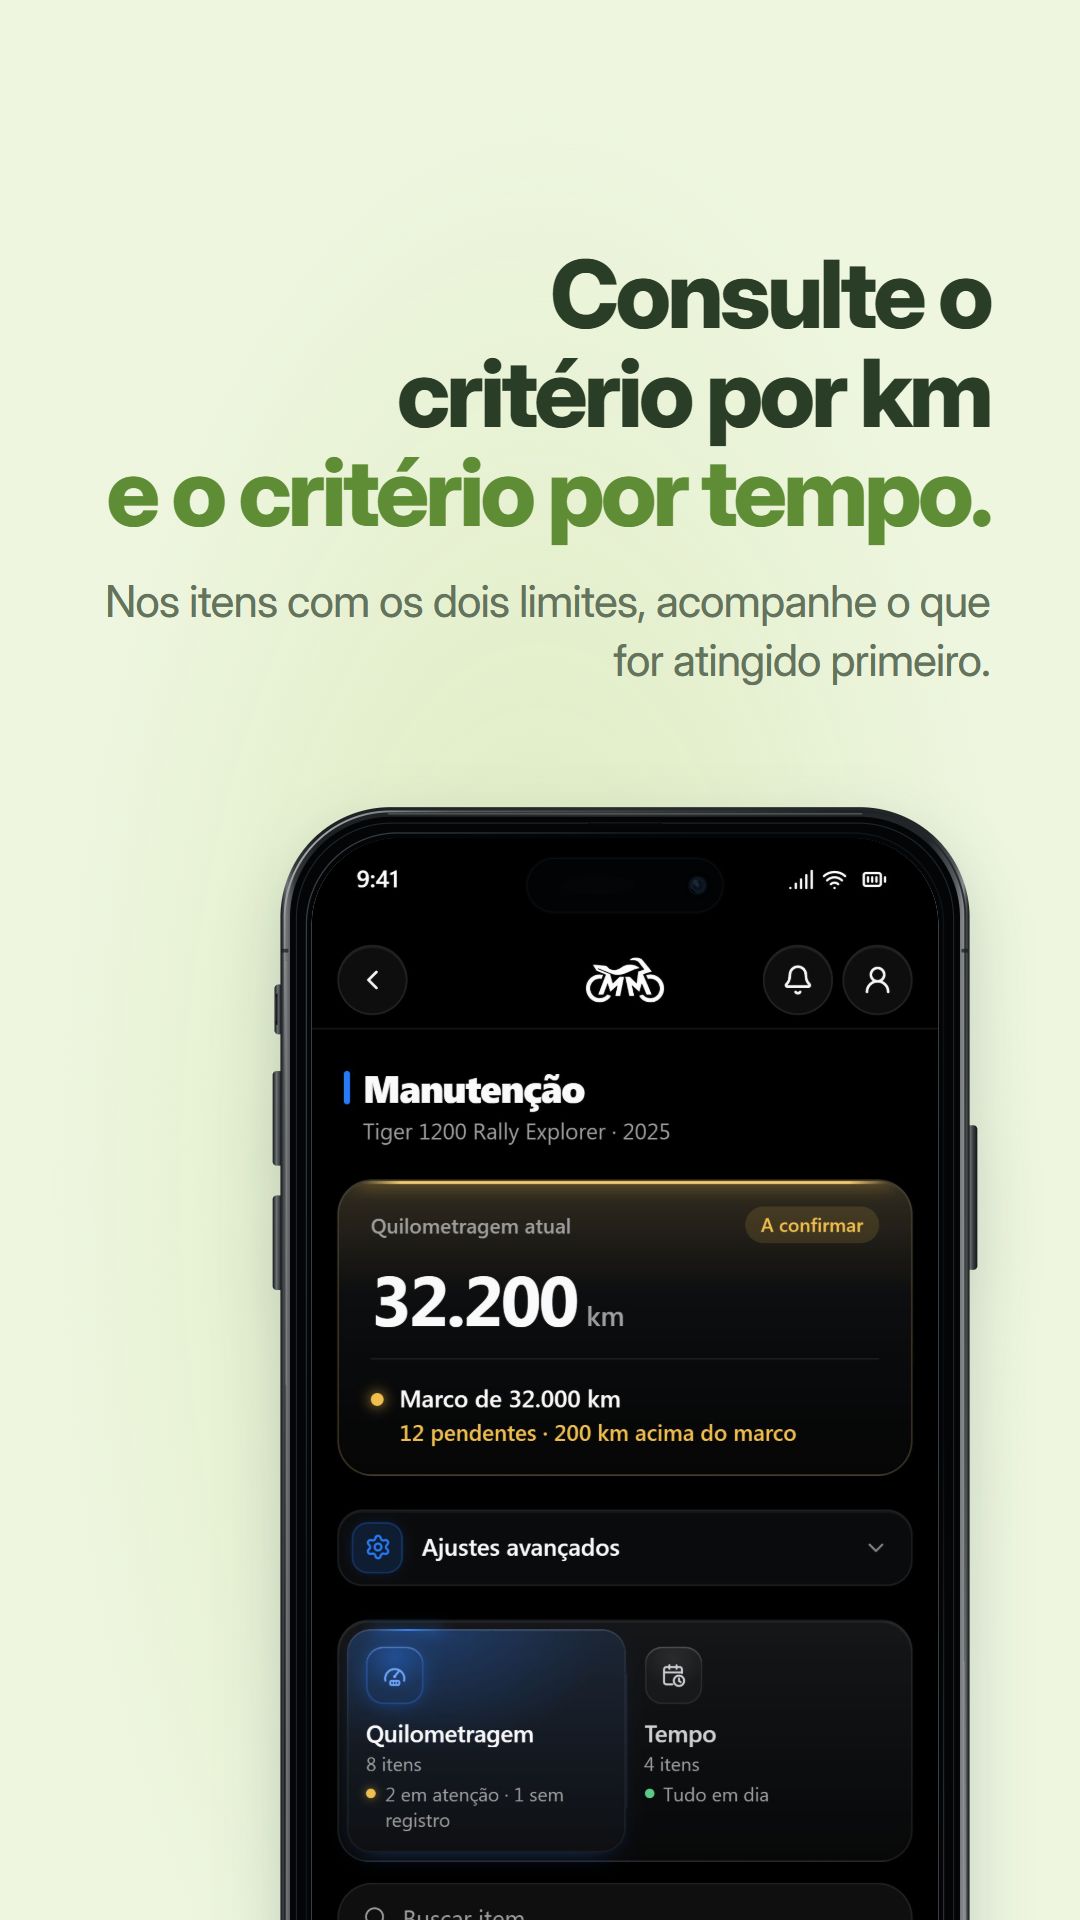 Consulte o
critério por km
e o critério por tempo.
Nos itens com os dois limites, acompanhe o que
for atingido primeiro.
9:41
MM
Manutenção
Tiger 1200 Rally Explorer · 2025
Quilometragem atual
A confirmar
32.200 km
Marco de 32.000 km
12 pendentes · 200 km acima do marco
Ajustes avançados
Quilometragem
8 itens
2 em atenção · 1 sem
registro
Tempo
4 itens
Tudo em dia
Buscar item